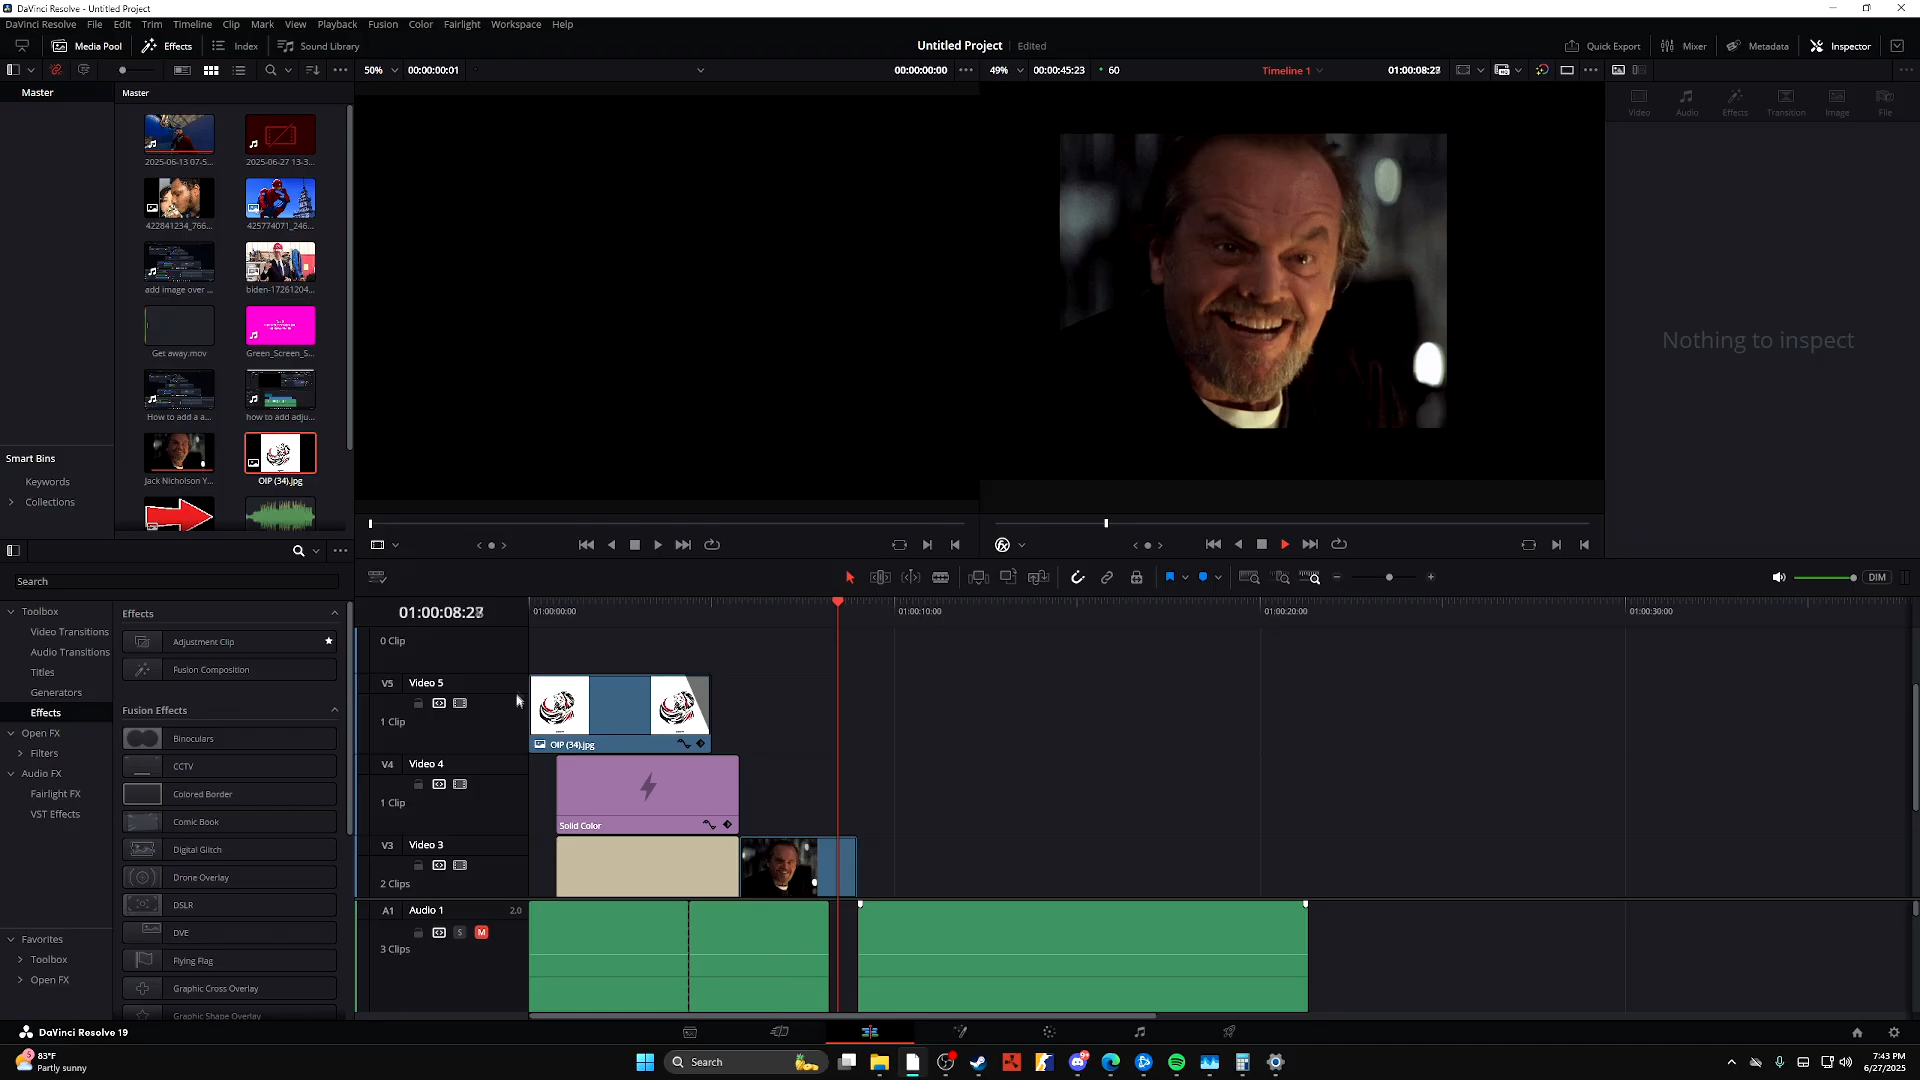 DaVinci Resolve - Untitled Project
DaVinci Resolve File Edit Trim Timeline Clip Mark View Playback Fusion Color Fairlight Workspace Help
Media Pool Effects Index Sound Library Untitled Project Edited Quick Export Mixer Metadata Inspector
50% 00:00:00:01 00:00:00:00 49% 00:00:45:23 60 Timeline 1
Master Master
Video Audio Effects Transition Image File
2025-06-13 07-5... 2025-06-27 13-3...
422841234_766... 425774071_246...
add image over ... biden-17261204...
Get away.mov Green_Screen_S...
Nothing to inspect
How to add a a... how to add adju...
Smart Bins
Jack Nicholson Y... OIP (34).jpg
Keywords
Collections
Search
DIM
Toolbox
Video Transitions
Audio Transitions
Titles
Generators
Effects
Open FX
Filters
Audio FX
Fairlight FX
VST Effects
Favorites
Toolbox
Open FX
Effects
Adjustment Clip
Fusion Composition
Fusion Effects
Binoculars
CCTV
Colored Border
Comic Book
Digital Glitch
Drone Overlay
DSLR
DVE
Flying Flag
Graphic Cross Overlay
Graphic Shape Overlay
01:00:00:00 01:00:10:00 01:00:20:00 01:00:30:00
0 Clip
V5 Video 5
1 Clip
OIP (34).jpg
V4 Video 4
1 Clip
Solid Color
V3 Video 3
2 Clips
A1 Audio 1 2.0
S M
3 Clips
DaVinci Resolve 19
83°F
Partly sunny
Search
7:43 PM
6/27/2025